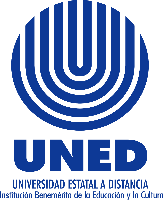 UNED
UNIVERSIDAD ESTATAL A DISTANCIA
Institución Benemérita de la Educación y la Cultura